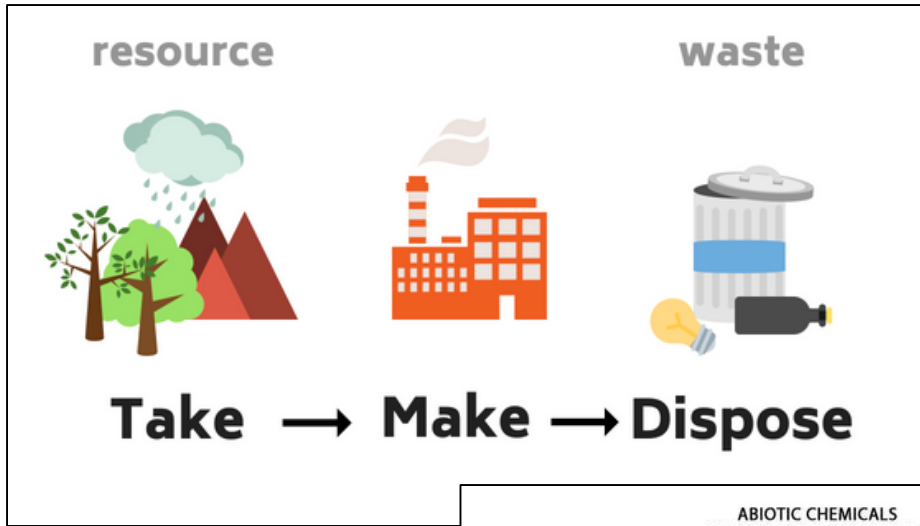 resource waste
Take → Make → Dispose
ABIOTIC CHEMICALS